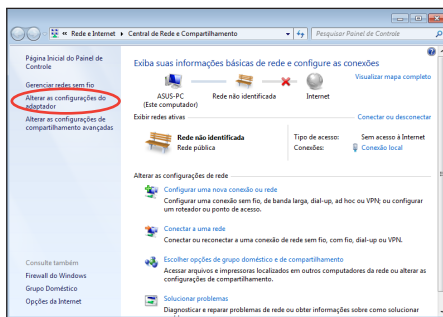 « Rede e Internet ▸ Central de Rede e Compartilhamento
Pesquisar Painel de Controle
Página Inicial do Painel de
Controle
Gerenciar redes sem fio
Alterar as configurações do
adaptador
Alterar as configurações de
compartilhamento avançadas
Exiba suas informações básicas de rede e configure as conexões
Visualizar mapa completo
ASUS-PC
(Este computador)
Rede não identificada
Internet
Exibir redes ativas
Conectar ou desconectar
Rede não identificada
Rede pública
Tipo de acesso: Sem acesso à Internet
Conexões: Conexão local
Alterar as configurações de rede
Configurar uma nova conexão ou rede
Configurar uma conexão sem fio, de banda larga, dial-up, ad hoc ou VPN; ou configurar
um roteador ou ponto de acesso.
Conectar a uma rede
Conectar ou reconectar a uma conexão de rede sem fio, com fio, dial-up ou VPN.
Escolher opções de grupo doméstico e de compartilhamento
Acessar arquivos e impressoras localizados em outros computadores da rede ou alterar as
configurações de compartilhamento.
Solucionar problemas
Diagnosticar e reparar problemas de rede ou obter informações sobre como solucionar
Consulte também
Firewall do Windows
Grupo Doméstico
Opções da Internet